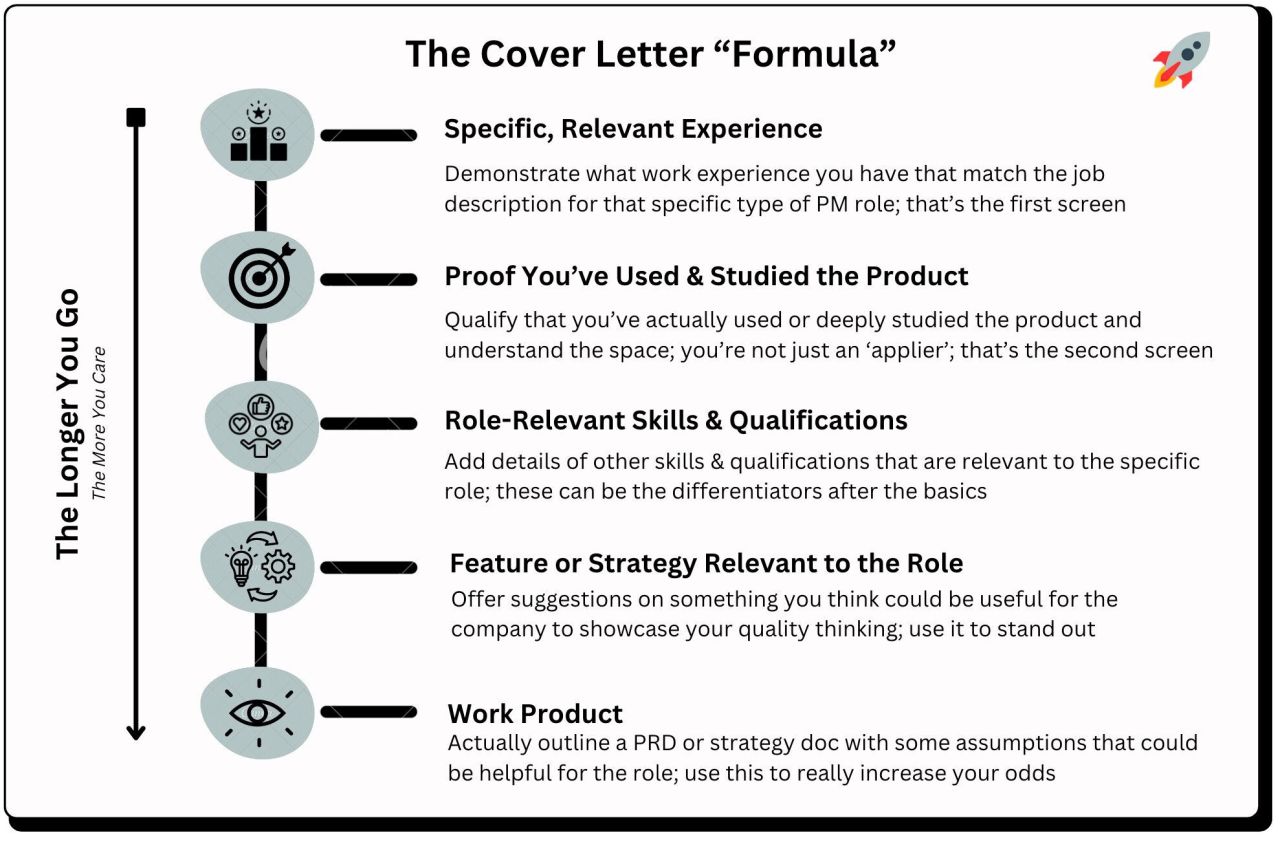 The Cover Letter “Formula”
The Longer You Go
The More You Care
Specific, Relevant Experience
Demonstrate what work experience you have that match the job
description for that specific type of PM role; that’s the first screen
Proof You’ve Used & Studied the Product
Qualify that you’ve actually used or deeply studied the product and
understand the space; you’re not just an ‘applier’; that’s the second screen
Role-Relevant Skills & Qualifications
Add details of other skills & qualifications that are relevant to the specific
role; these can be the differentiators after the basics
Feature or Strategy Relevant to the Role
Offer suggestions on something you think could be useful for the
company to showcase your quality thinking; use it to stand out
Work Product
Actually outline a PRD or strategy doc with some assumptions that could
be helpful for the role; use this to really increase your odds